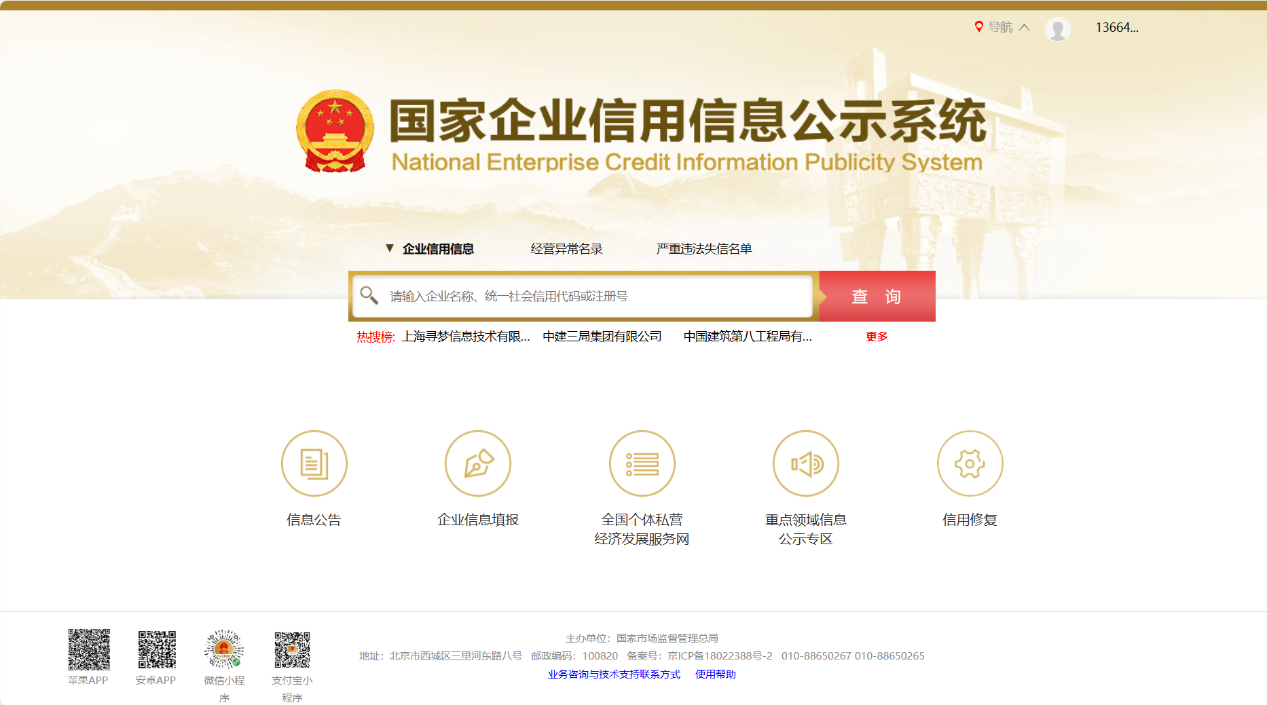 导航
13664...
国家企业信用信息公示系统
National Enterprise Credit Information Publicity System
企业信用信息 经营异常名录 严重违法失信名单
请输入企业名称、统一社会信用代码或注册号 查 询
热搜榜: 上海寻梦信息技术有限... 中建三局集团有限公司 中国建筑第八工程局有... 更多
信息公告 企业信息填报 全国个体私营 重点领域信息 信用修复
经济发展服务网 公示专区
主办单位：国家市场监督管理总局
地址：北京市西城区三里河东路八号 邮政编码：100820 备案号：京ICP备18022388号-2 010-88650267 010-88650265
业务咨询与技术支持联系方式 使用帮助
苹果APP 安卓APP 微信小程 支付宝小
序 程序